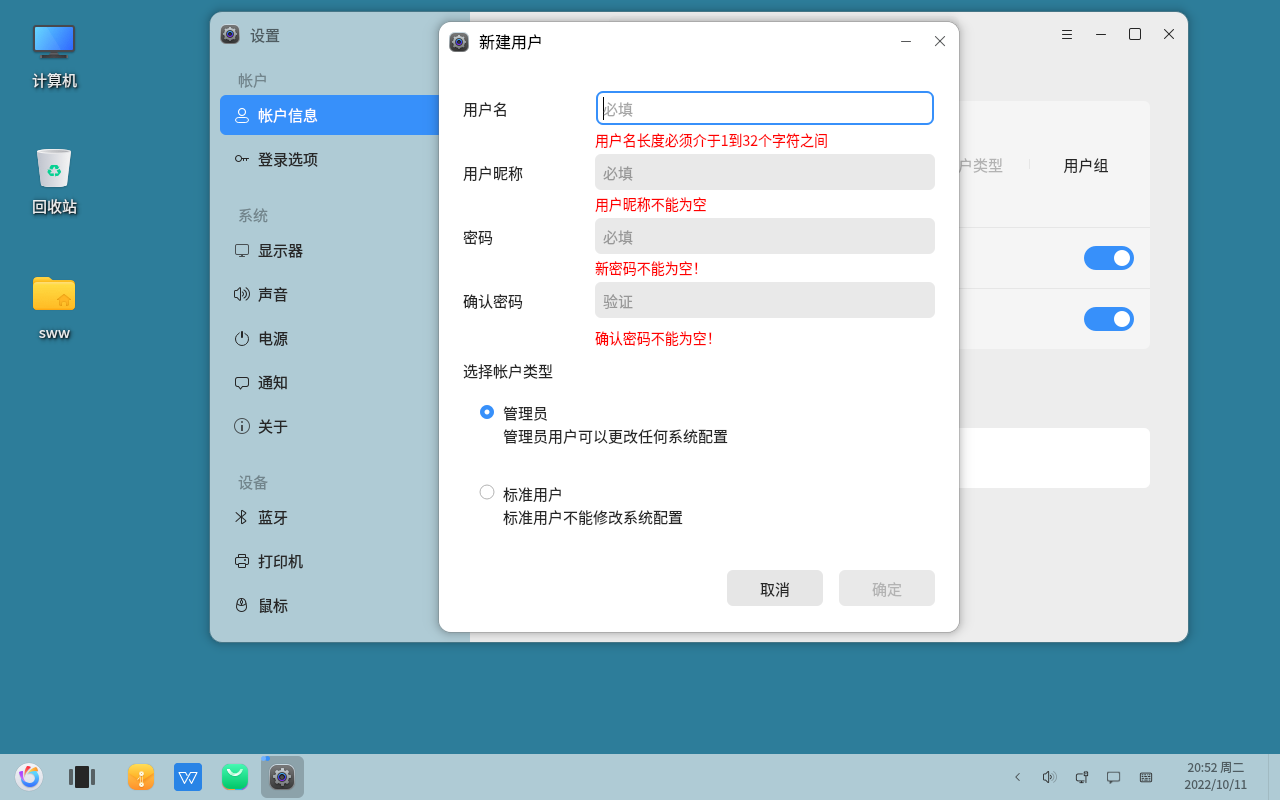 计算机
回收站
sww
设置
帐户
帐户信息
登录选项
系统
显示器
声音
电源
通知
关于
设备
蓝牙
打印机
鼠标
户类型
用户组
新建用户
用户名
必填
用户名长度必须介于1到32个字符之间
用户昵称
必填
用户昵称不能为空
密码
必填
新密码不能为空!
确认密码
验证
确认密码不能为空!
选择帐户类型
管理员
管理员用户可以更改任何系统配置
标准用户
标准用户不能修改系统配置
取消
确定
20:52 周二
2022/10/11